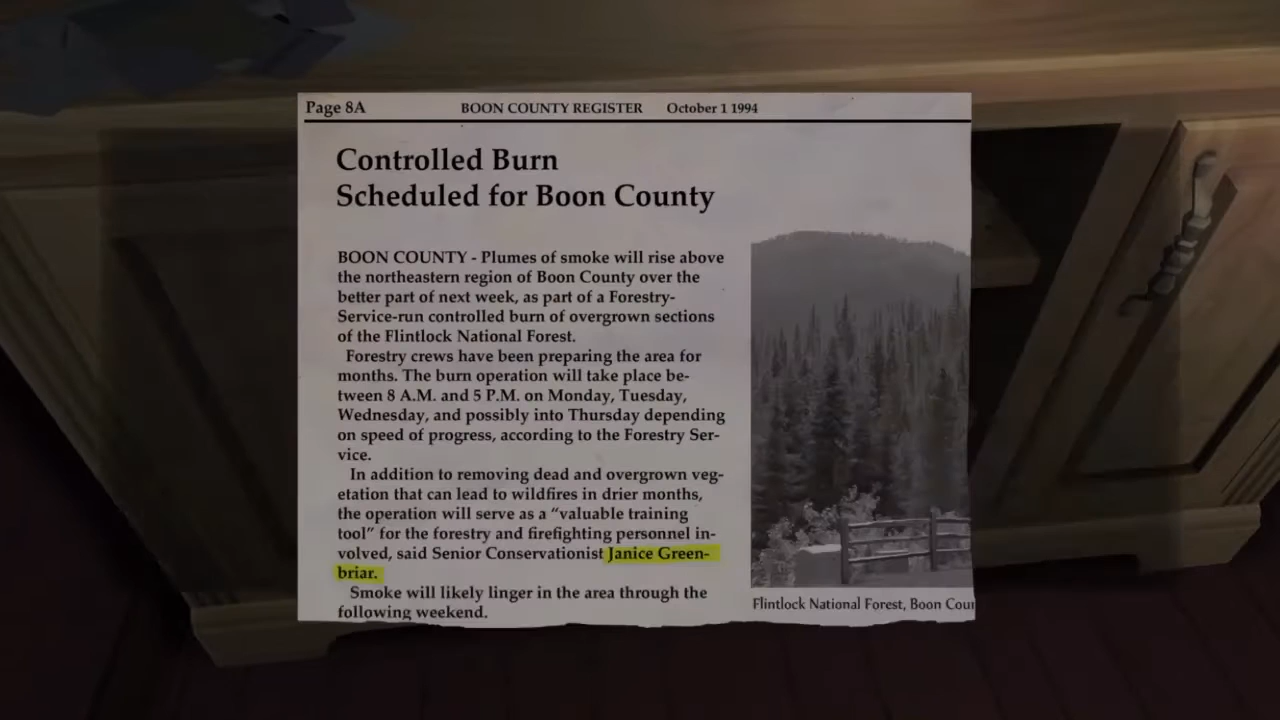 Page 8A BOON COUNTY REGISTER October 1 1994
Controlled Burn
Scheduled for Boon County
BOON COUNTY - Plumes of smoke will rise above
the northeastern region of Boon County over the
better part of next week, as part of a Forestry-
Service-run controlled burn of overgrown sections
of the Flintlock National Forest.
Forestry crews have been preparing the area for
months. The burn operation will take place be-
tween 8 A.M. and 5 P.M. on Monday, Tuesday,
Wednesday, and possibly into Thursday depending
on speed of progress, according to the Forestry Ser-
vice.
In addition to removing dead and overgrown veg-
etation that can lead to wildfires in drier months,
the operation will serve as a “valuable training
tool” for the forestry and firefighting personnel in-
volved, said Senior Conservationist Janice Green-
briar.
Smoke will likely linger in the area through the
following weekend.
Flintlock National Forest, Boon Coun